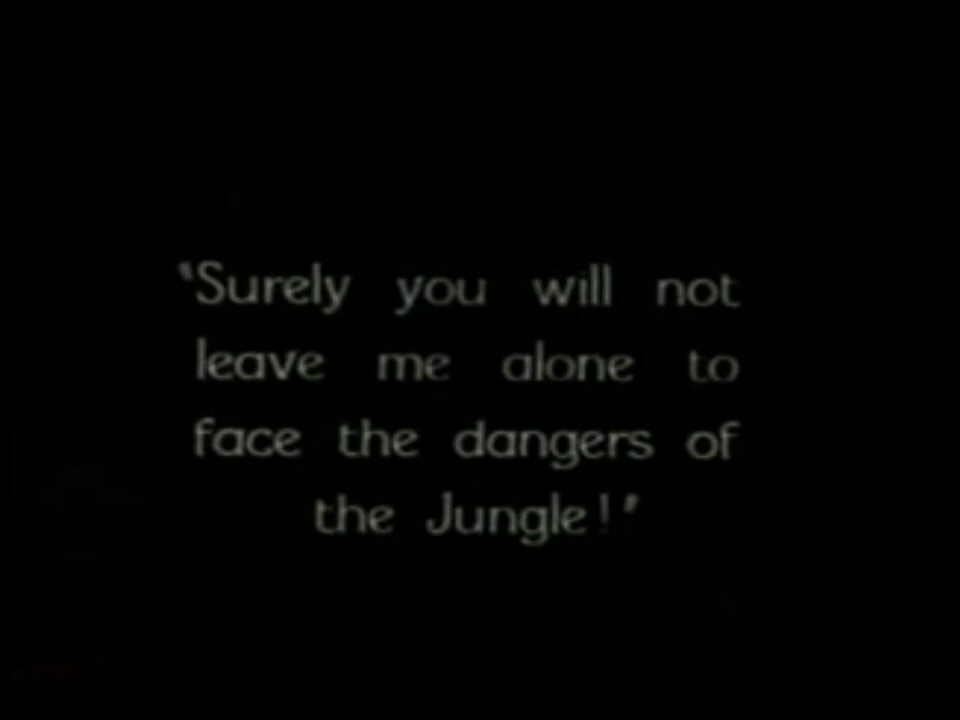 "Surely you will not
leave me alone to
face the dangers of
the Jungle!"